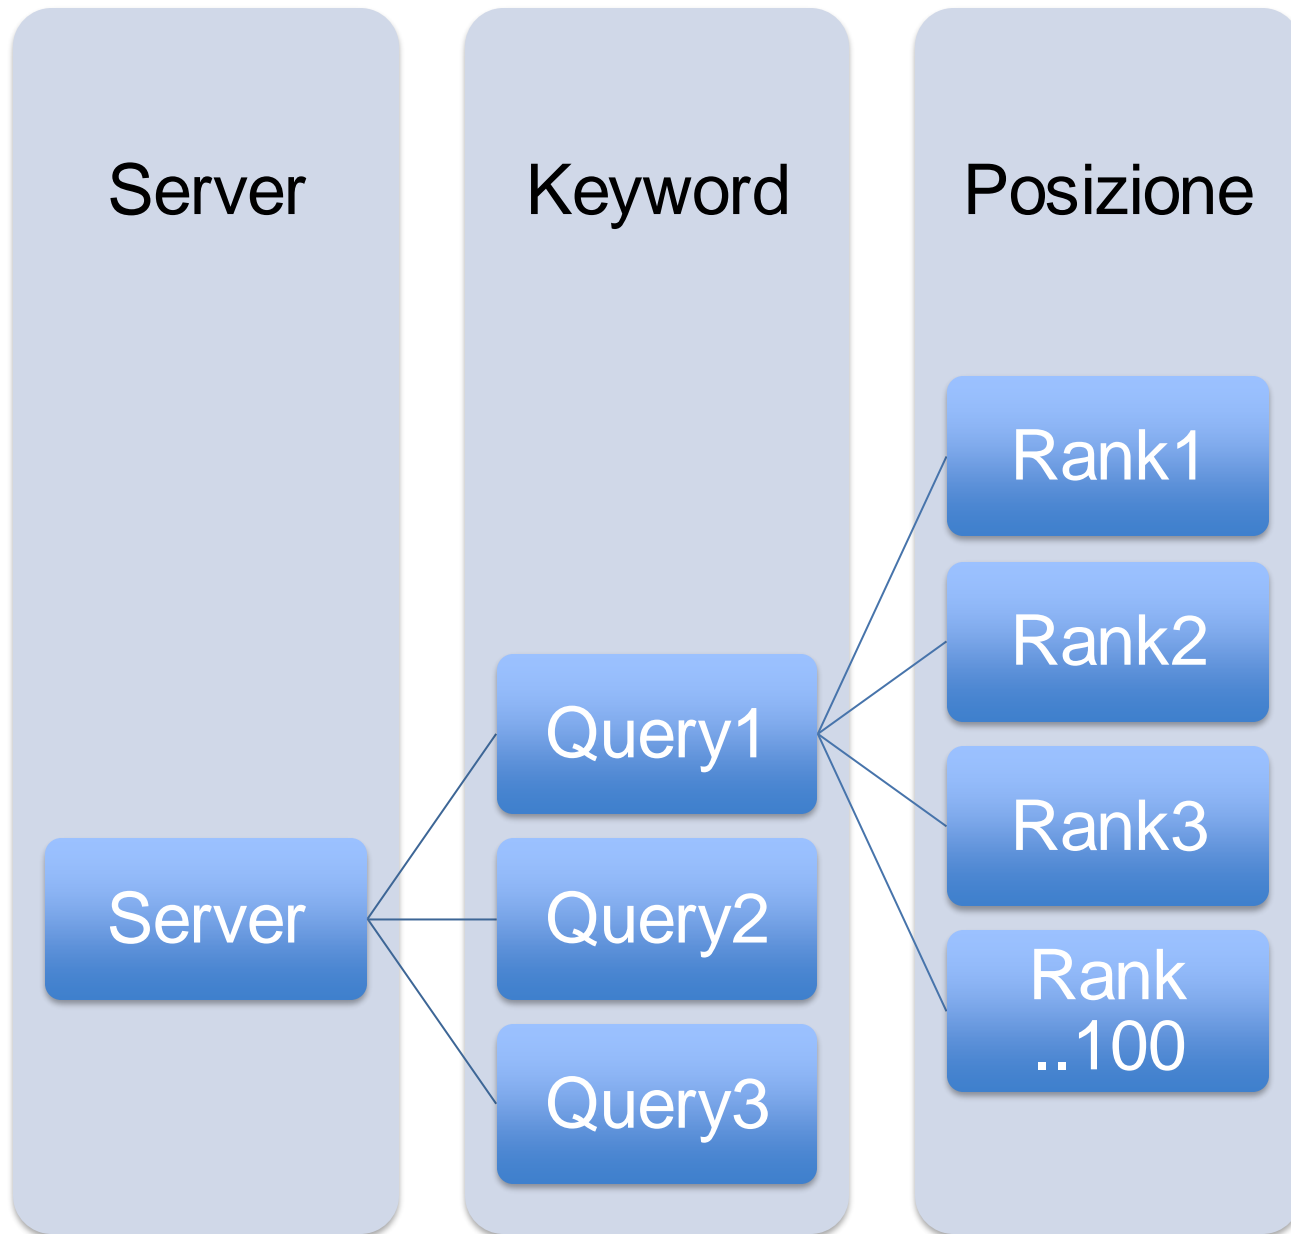 Server
Keyword
Posizione
Rank1
Rank2
Query1
Rank3
Server
Query2
Rank
..100
Query3